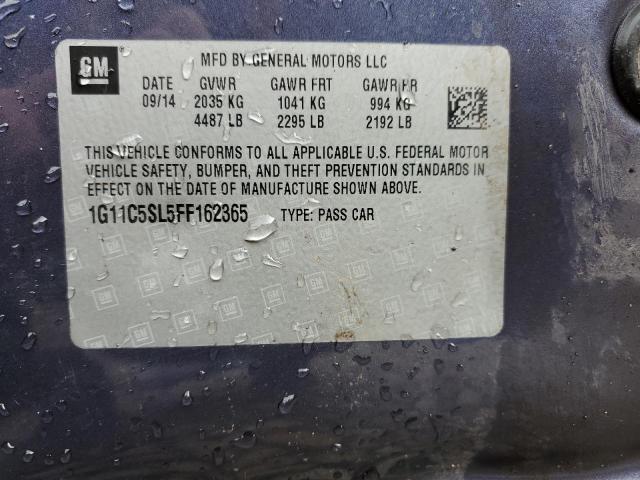 GM
MFD BY GENERAL MOTORS LLC
DATE GVWR GAWR FRT GAWR RR
09/14 2035 KG 1041 KG 994 KG
4487 LB 2295 LB 2192 LB
THIS VEHICLE CONFORMS TO ALL APPLICABLE U.S. FEDERAL MOTOR
VEHICLE SAFETY, BUMPER, AND THEFT PREVENTION STANDARDS IN
EFFECT ON THE DATE OF MANUFACTURE SHOWN ABOVE.
1G11C5SL5FF162365 TYPE: PASS CAR